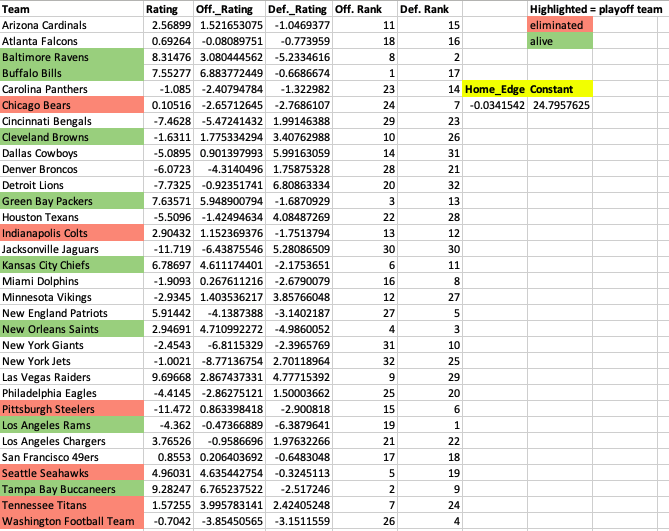 Team Rating Off._Rating Def._Rating Off. Rank Def. Rank Highlighted = playoff team
Arizona Cardinals 2.56899 1.521653075 -1.0469377 11 15 eliminated
Atlanta Falcons 0.69264 -0.08089751 -0.773959 18 16 alive
Baltimore Ravens 8.31476 3.080444562 -5.2334616 8 2
Buffalo Bills 7.55277 6.883772449 -0.6686674 1 17
Carolina Panthers -1.085 -2.40794784 -1.322982 23 14 Home_Edge Constant
Chicago Bears 0.10516 -2.65712645 -2.7686107 24 7 -0.0341542 24.7957625
Cincinnati Bengals -7.4628 -5.47241432 1.99146388 29 23
Cleveland Browns -1.6311 1.775334294 3.40762988 10 26
Dallas Cowboys -5.0895 0.901397993 5.99163059 14 31
Denver Broncos -6.0723 -4.3140496 1.75875328 28 21
Detroit Lions -7.7325 -0.92351741 6.80863334 20 32
Green Bay Packers 7.63571 5.948900794 -1.6870929 3 13
Houston Texans -5.5096 -1.42494634 4.08487269 22 28
Indianapolis Colts 2.90432 1.152369376 -1.7513794 13 12
Jacksonville Jaguars -11.719 -6.43875546 5.28086509 30 30
Kansas City Chiefs 6.78697 4.611174401 -2.1753651 6 11
Miami Dolphins -1.9093 0.267611216 -2.6790079 16 8
Minnesota Vikings -2.9345 1.403536217 3.85766048 12 27
New England Patriots 5.91442 -4.1387388 -3.1402187 27 5
New Orleans Saints 2.94691 4.710992272 -4.9860052 4 3
New York Giants -2.4543 -6.8115329 -2.3965769 31 10
New York Jets -1.0021 -8.77136754 2.70118964 32 25
Las Vegas Raiders 9.69668 2.867437331 4.77715392 9 29
Philadelphia Eagles -4.4145 -2.86275121 1.50003662 25 20
Pittsburgh Steelers -11.472 0.863398418 -2.900818 15 6
Los Angeles Rams -4.362 -0.47366889 -6.3879641 19 1
Los Angeles Chargers 3.76526 -0.9586696 1.97632266 21 22
San Francisco 49ers 0.8553 0.206403692 -0.6483048 17 18
Seattle Seahawks 4.96031 4.635442754 -0.3245113 5 19
Tampa Bay Buccaneers 9.28247 6.765237522 -2.517246 2 9
Tennessee Titans 1.57255 3.995783141 2.42405248 7 24
Washington Football Team -0.7042 -3.85450565 -3.1511559 26 4